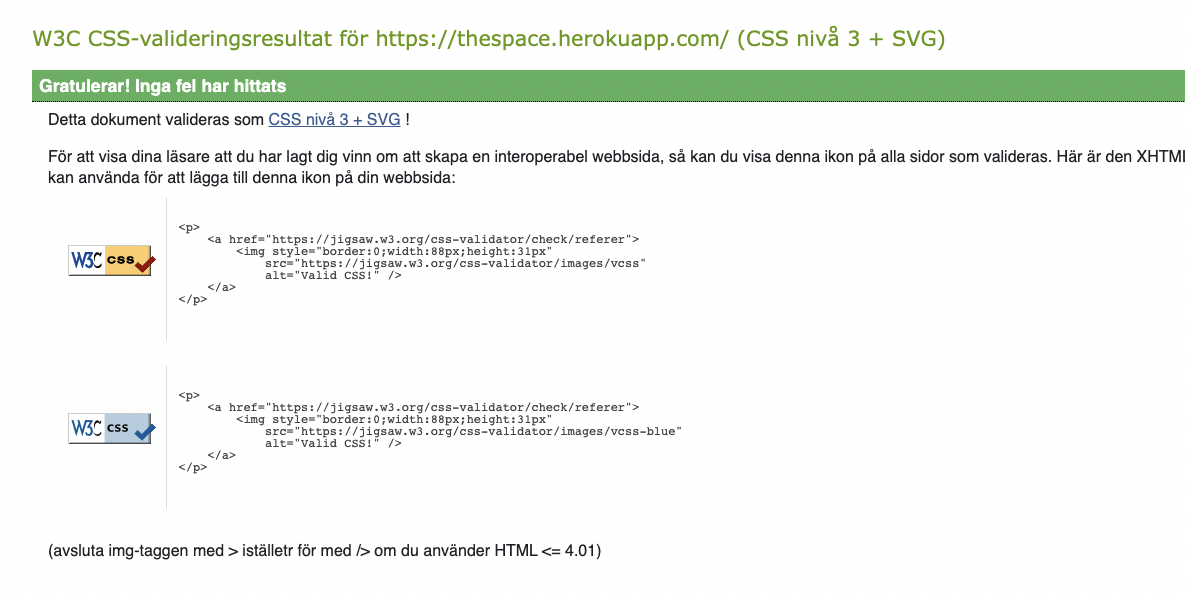 W3C CSS-valideringsresultat för https://thespace.herokuapp.com/ (CSS nivå 3 + SVG)
Gratulerar! Inga fel har hittats
Detta dokument valideras som CSS nivå 3 + SVG !
För att visa dina läsare att du har lagt dig vinn om att skapa en interoperabel webbsida, så kan du visa denna ikon på alla sidor som valideras. Här är den XHTML
kan använda för att lägga till denna ikon på din webbsida:
W3C css
<p>
<a href="https://jigsaw.w3.org/css-validator/check/referer">
<img style="border:0;width:88px;height:31px"
src="https://jigsaw.w3.org/css-validator/images/vcss"
alt="Valid CSS!" />
</a>
</p>
W3C css
<p>
<a href="https://jigsaw.w3.org/css-validator/check/referer">
<img style="border:0;width:88px;height:31px"
src="https://jigsaw.w3.org/css-validator/images/vcss-blue"
alt="Valid CSS!" />
</a>
</p>
(avsluta img-taggen med > iställetr för med /> om du använder HTML <= 4.01)